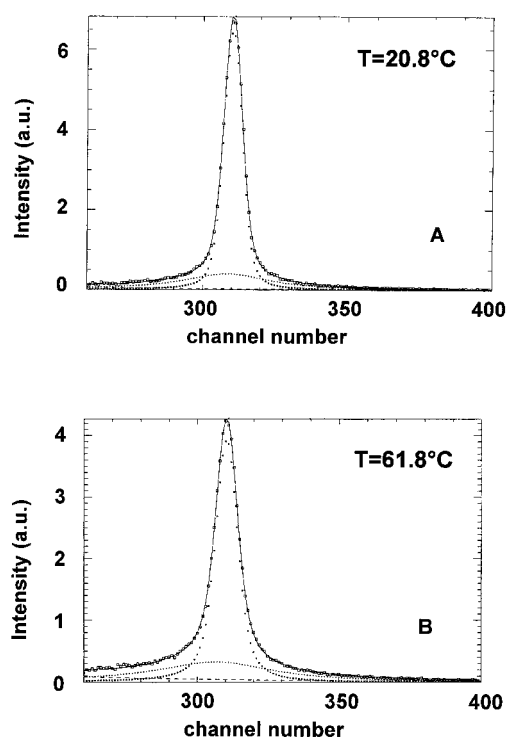 6
T=20.8°C
4
Intensity (a.u.)
2
A
0
300
350
400
channel number
4
T=61.8°C
3
Intensity (a.u.)
2
1
B
0
300
350
400
channel number